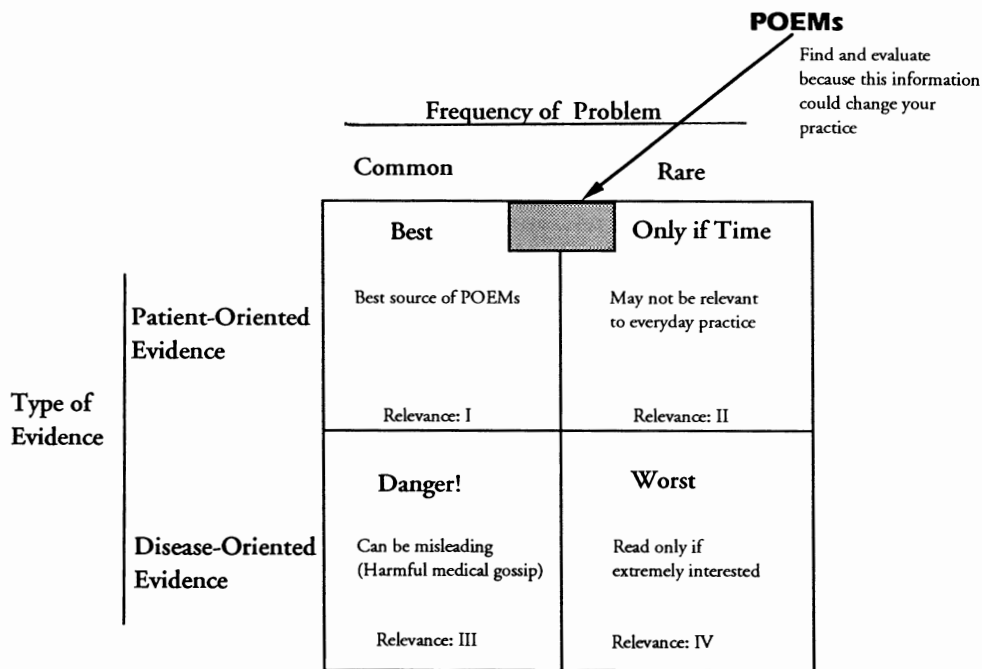 POEMs
Find and evaluate
because this information
could change your
practice
Frequency of Problem
Common
Rare
Best
Only if Time
Best source of POEMs
May not be relevant
to everyday practice
Patient-Oriented
Evidence
Relevance: I
Relevance: II
Type of
Evidence
Danger!
Worst
Disease-Oriented
Evidence
Can be misleading
(Harmful medical gossip)
Read only if
extremely interested
Relevance: III
Relevance: IV